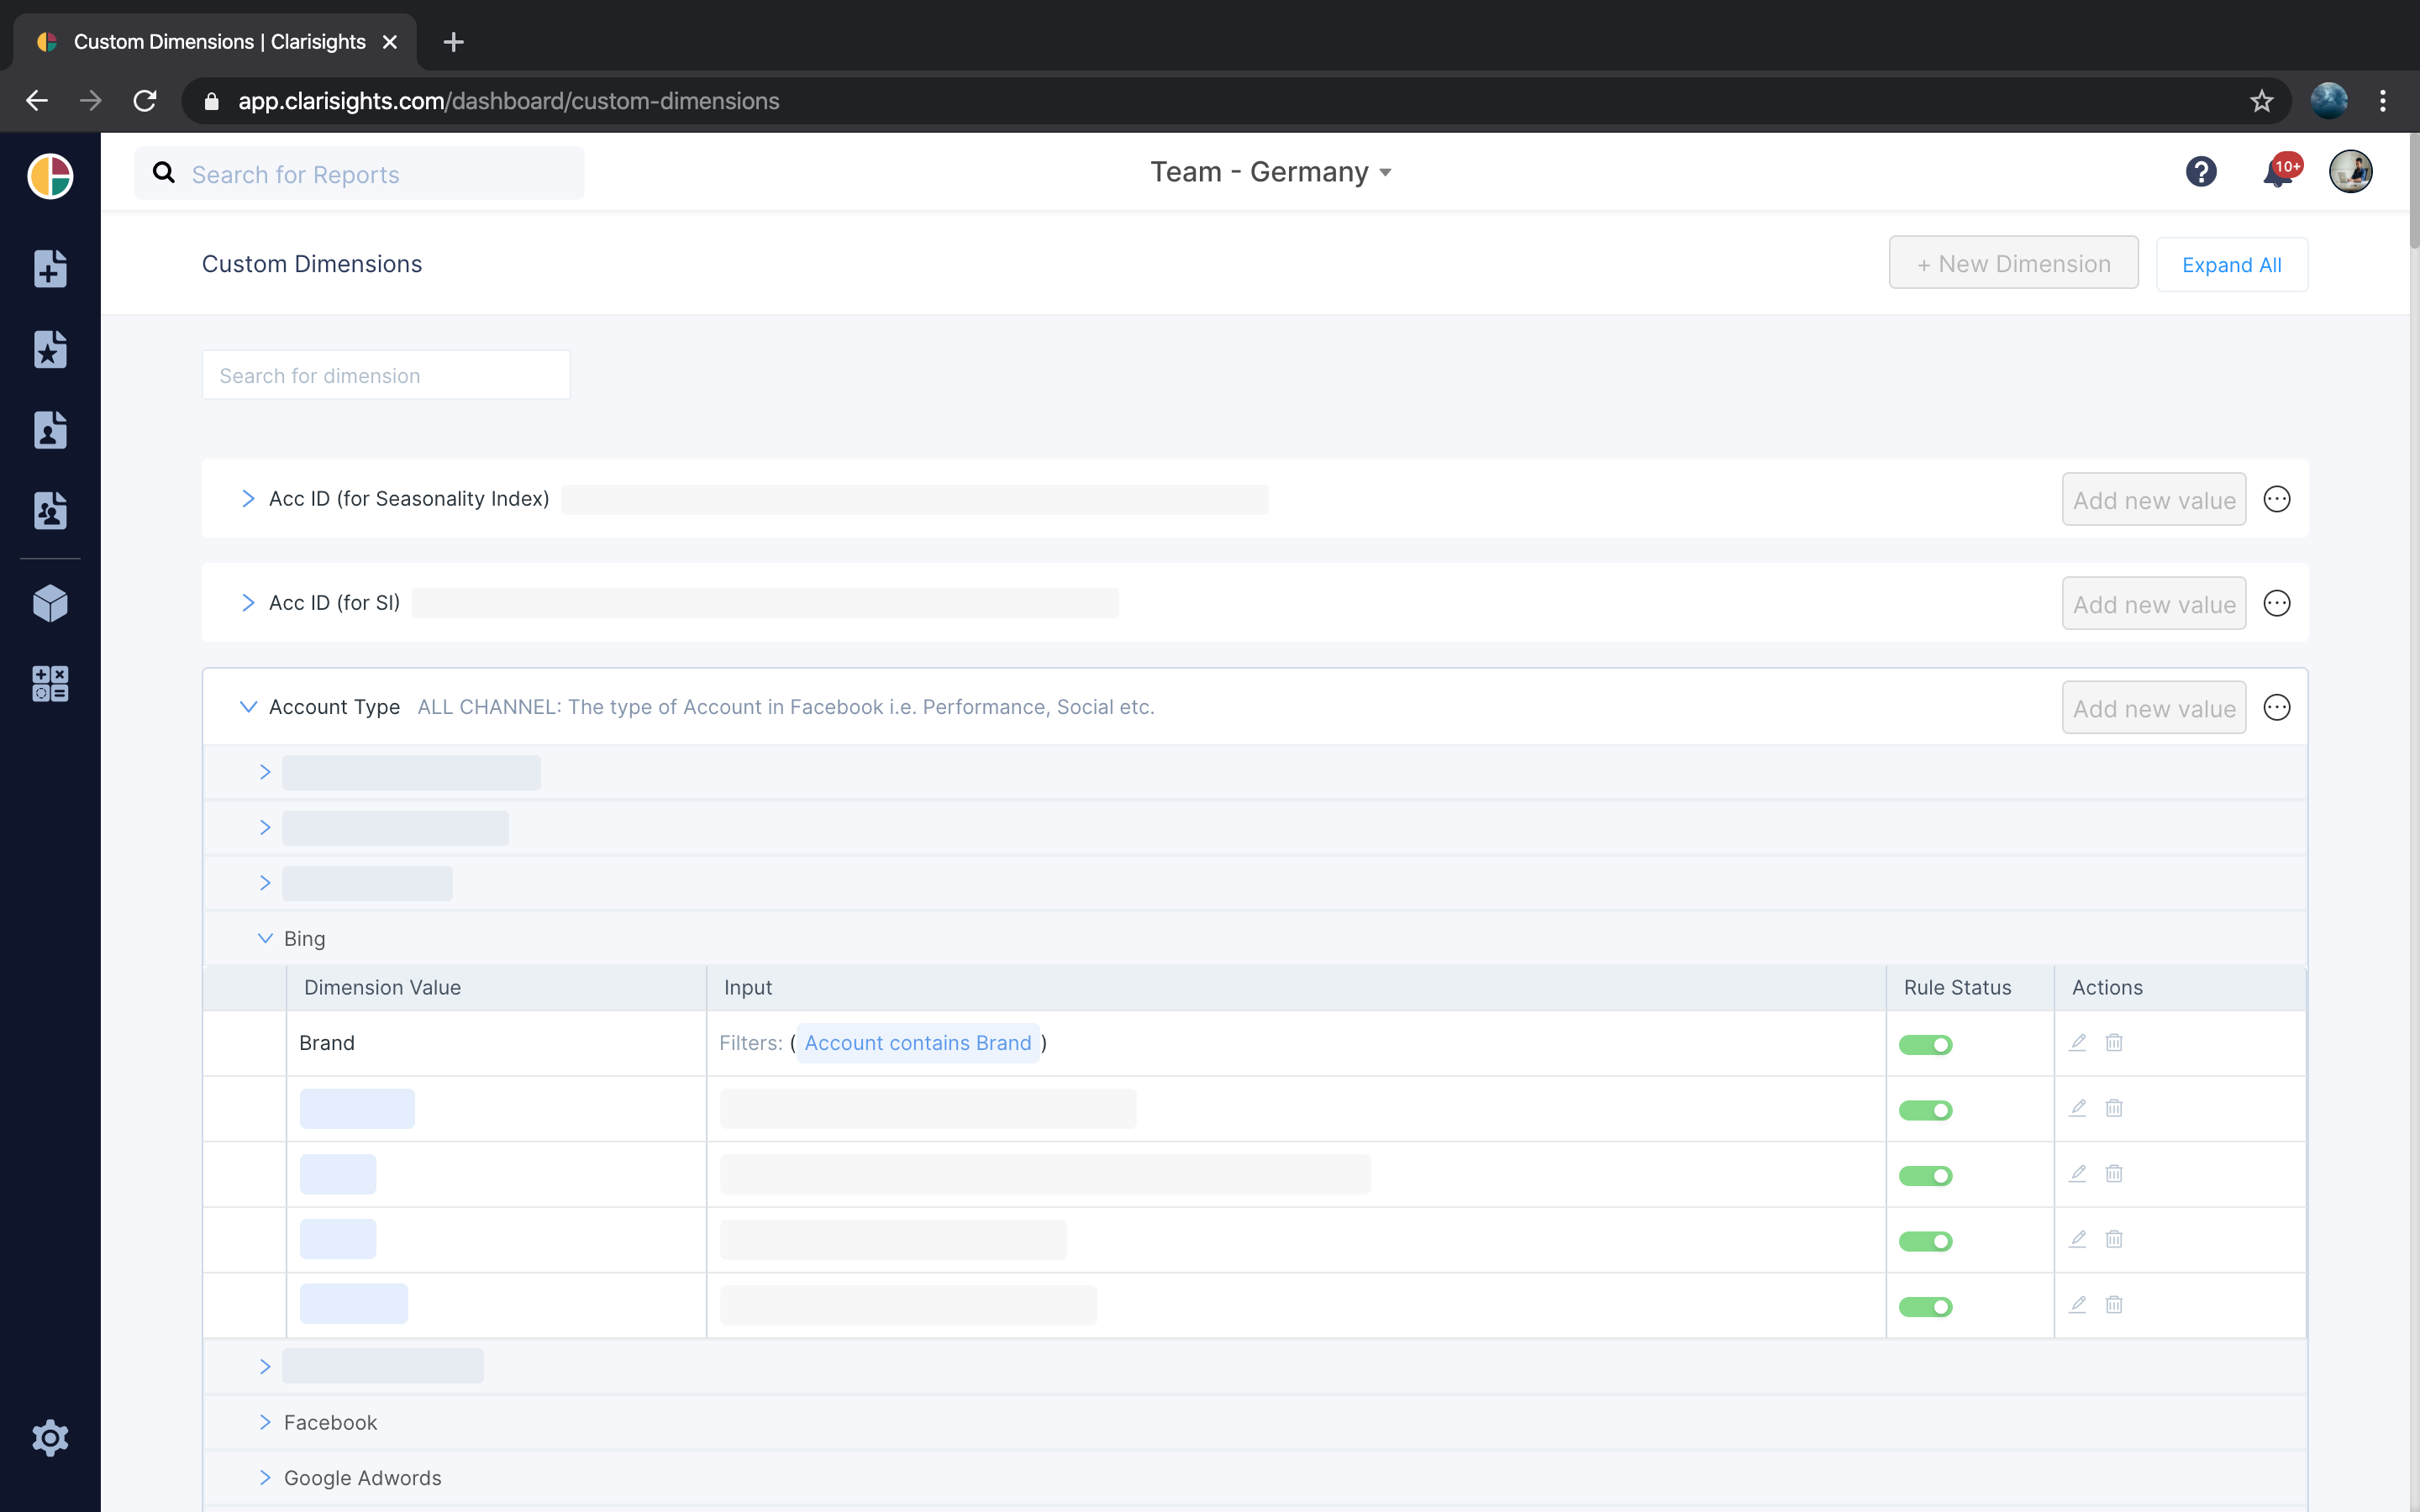 Custom Dimensions | Clarisights
app.clarisights.com/dashboard/custom-dimensions
Search for Reports
Team - Germany
10+
Custom Dimensions
+ New Dimension
Expand All
Search for dimension
Acc ID (for Seasonality Index)
Add new value
Acc ID (for SI)
Add new value
Account Type ALL CHANNEL: The type of Account in Facebook i.e. Performance, Social etc.
Add new value
Bing
Dimension Value Input Rule Status Actions
Brand Filters: ( Account contains Brand )
Facebook
Google Adwords